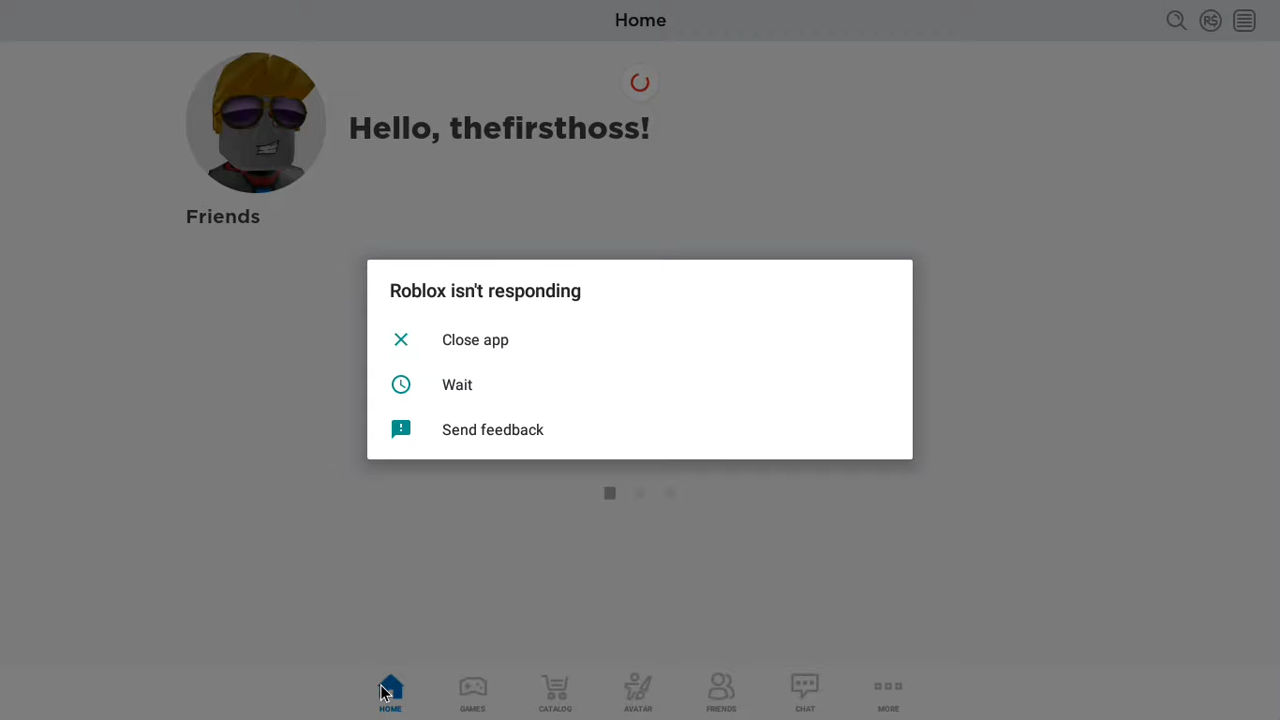 Home
R$
Hello, thefirsthoss!
Friends
Roblox isn't responding
Close app
Wait
Send feedback
HOME
GAMES
CATALOG
AVATAR
FRIENDS
CHAT
MORE